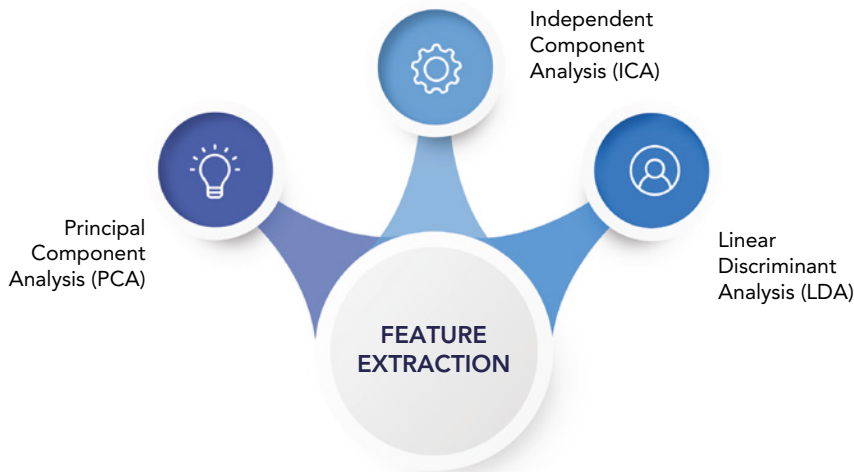 Independent
Component
Analysis (ICA)
Principal
Component
Analysis (PCA)
Linear
Discriminant
Analysis (LDA)
FEATURE
EXTRACTION